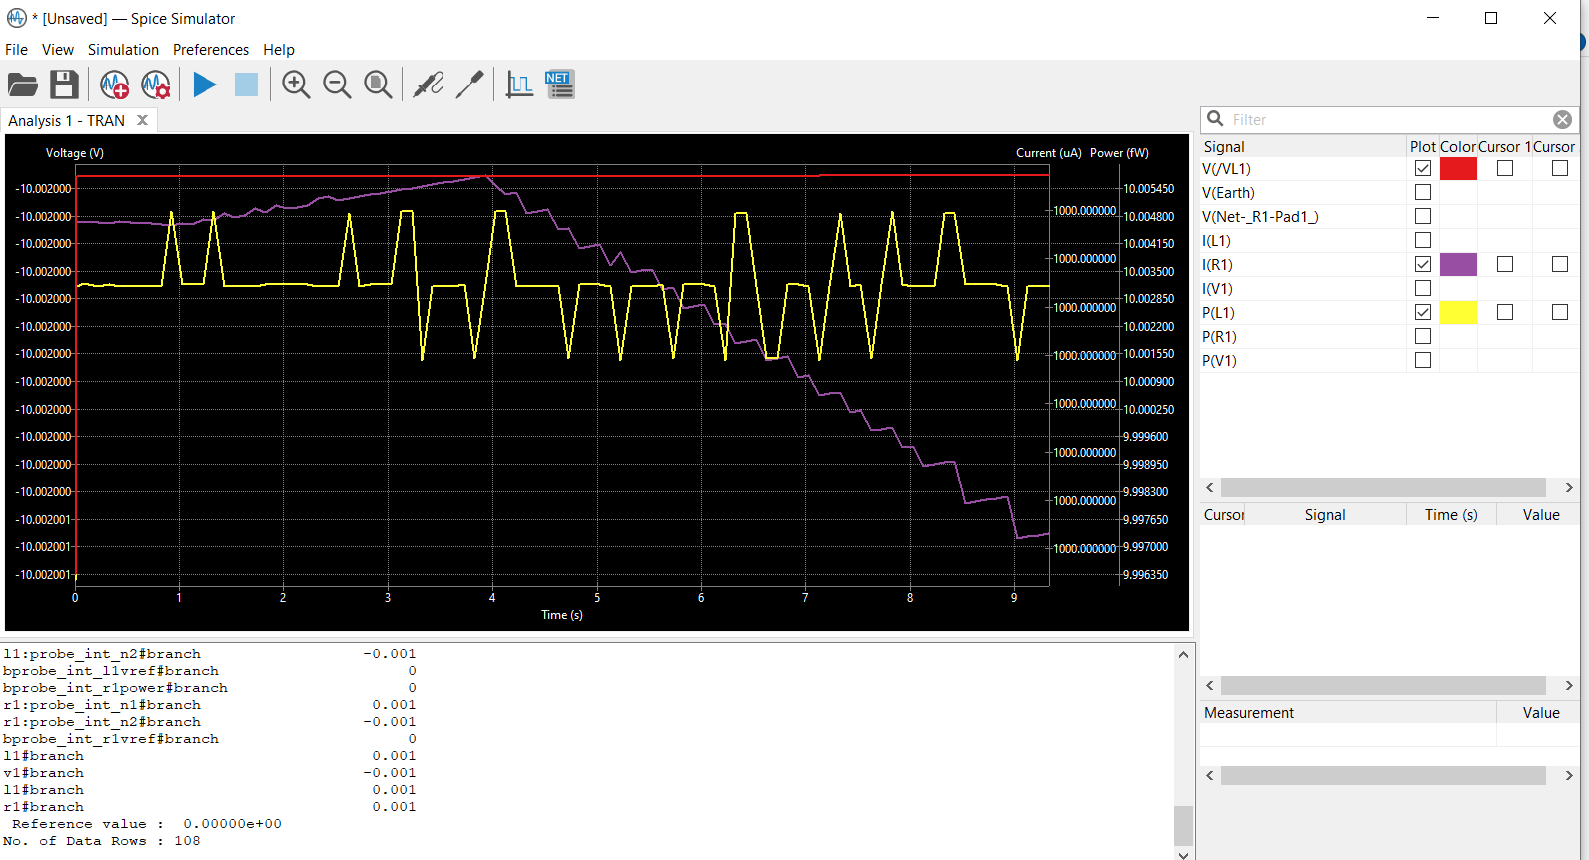 * [Unsaved] — Spice Simulator
File View Simulation Preferences Help
NET
Analysis 1 - TRAN
Voltage (V)
Current (uA) Power (fW)
-10.002000
-10.002000
-10.002000
-10.002000
-10.002000
-10.002000
-10.002000
-10.002000
-10.002000
-10.002000
-10.002000
-10.002000
-10.002001
-10.002001
-10.002001
1000.000000
1000.000000
1000.000000
1000.000000
1000.000000
1000.000000
1000.000000
1000.000000
10.005450
10.004800
10.004150
10.003500
10.002850
10.002200
10.001550
10.000900
10.000250
9.999600
9.998950
9.998300
9.997650
9.997000
9.996350
0 1 2 3 4 5 6 7 8 9
Time (s)
Filter
Signal Plot Color Cursor 1 Cursor
V(/VL1)
V(Earth)
V(Net-_R1-Pad1_)
I(L1)
I(R1)
I(V1)
P(L1)
P(R1)
P(V1)
Cursor Signal Time (s) Value
Measurement Value
l1:probe_int_n2#branch -0.001
bprobe_int_l1vref#branch 0
bprobe_int_r1power#branch 0
r1:probe_int_n1#branch 0.001
r1:probe_int_n2#branch -0.001
bprobe_int_r1vref#branch 0
l1#branch 0.001
v1#branch -0.001
l1#branch 0.001
r1#branch 0.001
Reference value : 0.00000e+00
No. of Data Rows : 108